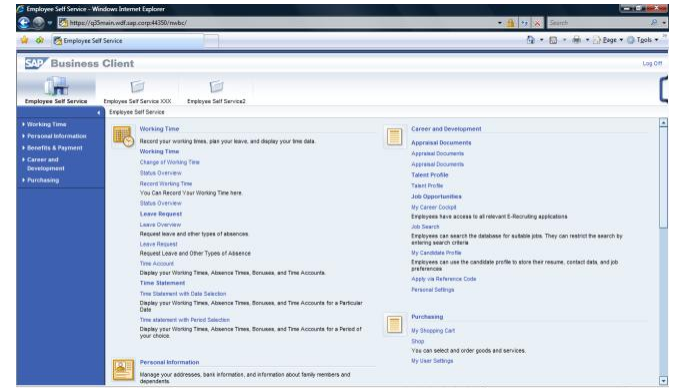 Employee Self Service - Windows Internet Explorer
https://q35main.wdf.sap.corp:44350/nwbc/
Search
Employee Self Service
Page
Tools
SAP Business Client
Log Off
Employee Self Service
Employee Self Service XXX
Employee Self Service2
Employee Self Service
Working Time
Personal Information
Benefits & Payment
Career and
Development
Purchasing
Working Time
Record your working times, plan your leave, and display your time data.
Working Time
Change of Working Time
Status Overview
Record Working Time
You Can Record Your Working Time here.
Status Overview
Leave Request
Leave Overview
Request leave and other types of absences.
Leave Request
Request Leave and Other Types of Absence
Time Account
Display your Working Times, Absence Times, Bonuses, and Time Accounts.
Time Statement
Time Statement with Date Selection
Display your Working Times, Absence Times, Bonuses, and Time Accounts for a Particular
Date
Time statement with Period Selection
Display your Working Times, Absence Times, Bonuses, and Time Accounts for a Period of
your choice.
Personal Information
Manage your addresses, bank information, and information about family members and
dependents.
Career and Development
Appraisal Documents
Appraisal Documents
Appraisal Documents
Talent Profile
Talent Profile
Job Opportunities
My Career Cockpit
Employees have access to all relevant E-Recruiting applications
Job Search
Employees can search the database for suitable jobs. They can restrict the search by
entering search criteria
My Candidate Profile
Employees can use the candidate profile to store their resume, contact data, and job
preferences
Apply via Reference Code
Personal Settings
Purchasing
My Shopping Cart
Shop
You can select and order goods and services.
My User Settings